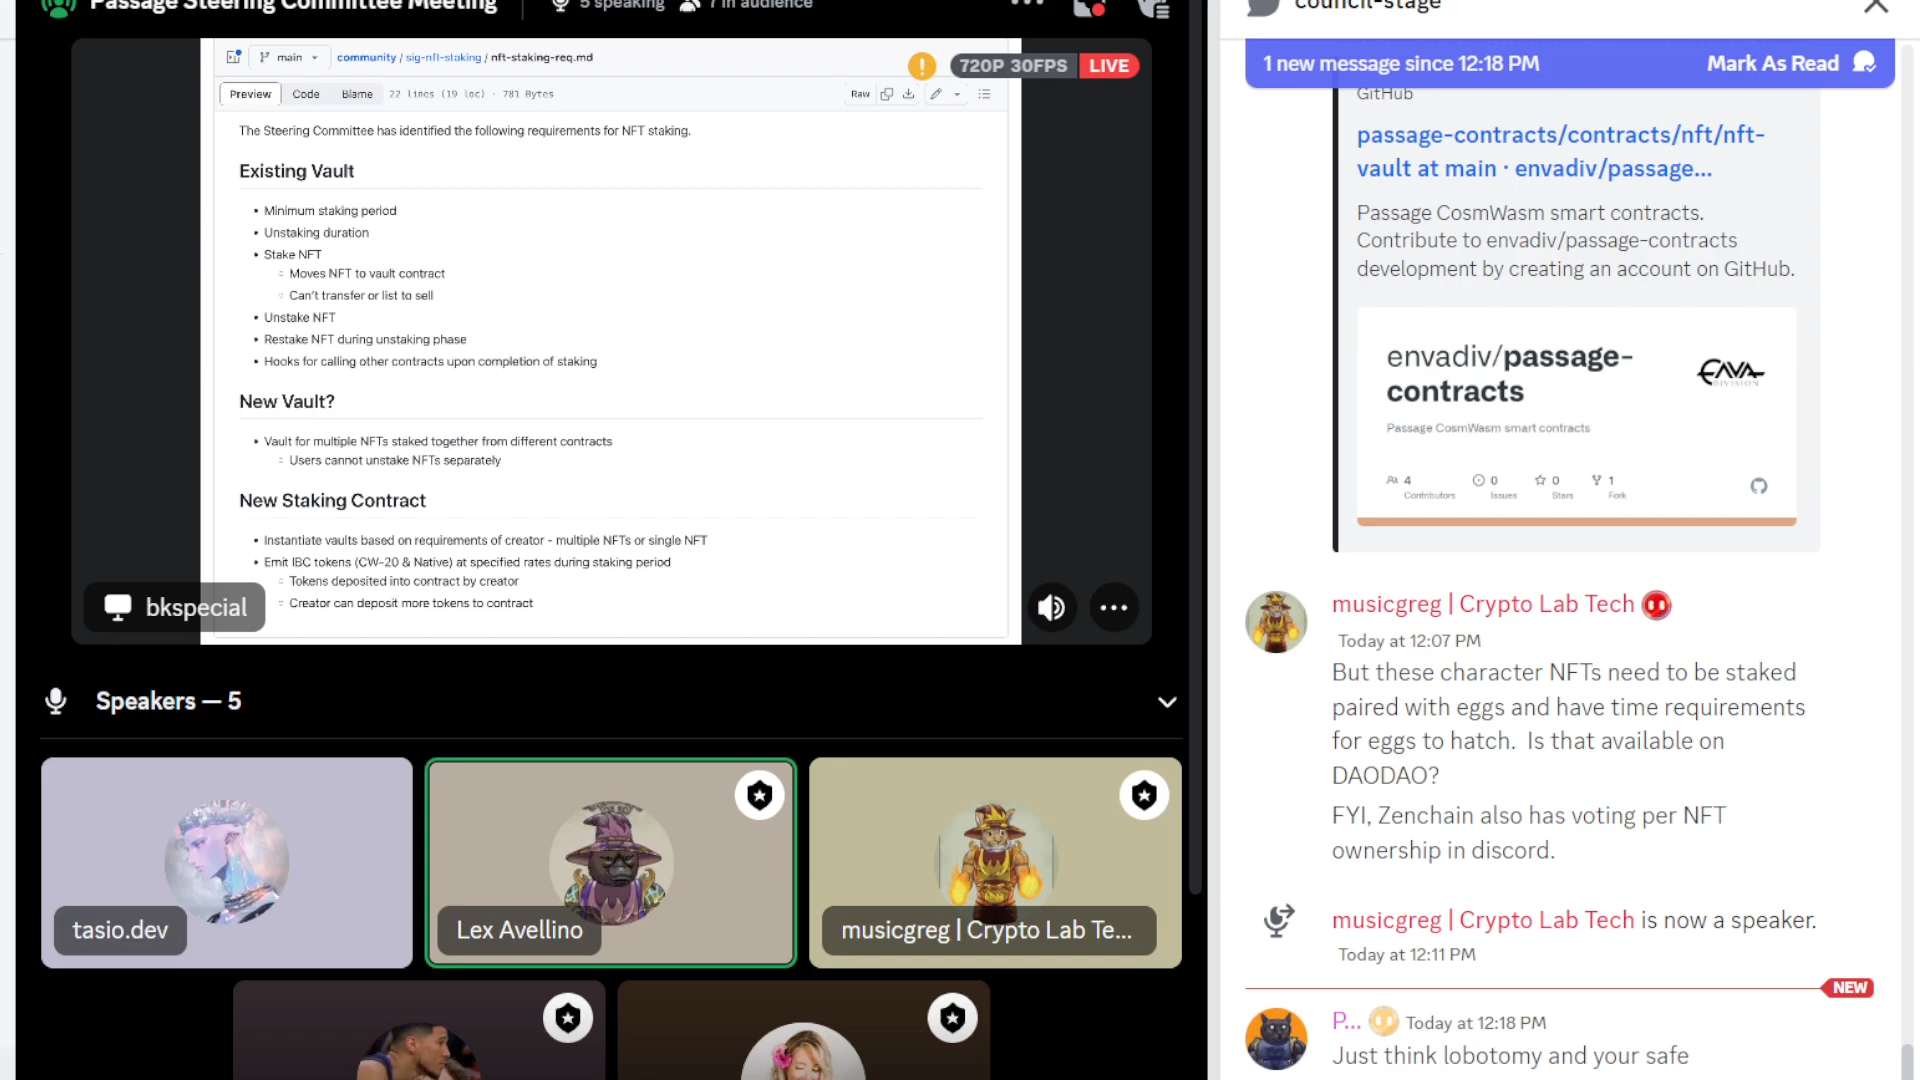 Passage Steering Committee Meeting
5 speaking
7 in audience
main
community / sig-nft-staking / nft-staking-req.md
720P 30FPS
LIVE
Preview
Code
Blame
22 lines (19 loc) · 781 Bytes
Raw
The Steering Committee has identified the following requirements for NFT staking.
Existing Vault
• Minimum staking period
• Unstaking duration
• Stake NFT
Moves NFT to vault contract
Can't transfer or list to sell
• Unstake NFT
• Restake NFT during unstaking phase
• Hooks for calling other contracts upon completion of staking
New Vault?
• Vault for multiple NFTs staked together from different contracts
Users cannot unstake NFTs separately
New Staking Contract
• Instantiate vaults based on requirements of creator - multiple NFTs or single NFT
• Emit IBC tokens (CW-20 & Native) at specified rates during staking period
Tokens deposited into contract by creator
Creator can deposit more tokens to contract
bkspecial
Speakers — 5
tasio.dev
Lex Avellino
musicgreg | Crypto Lab Te...
council-stage
1 new message since 12:18 PM
Mark As Read
GitHub
passage-contracts/contracts/nft/nft-
vault at main · envadiv/passage...
Passage CosmWasm smart contracts.
Contribute to envadiv/passage-contracts
development by creating an account on GitHub.
envadiv/passage-
contracts
ENVA
DIVISION
Passage CosmWasm smart contracts
4
Contributors
0
Issues
0
Stars
1
Fork
musicgreg | Crypto Lab Tech
Today at 12:07 PM
But these character NFTs need to be staked
paired with eggs and have time requirements
for eggs to hatch. Is that available on
DAODAO?
FYI, Zenchain also has voting per NFT
ownership in discord.
musicgreg | Crypto Lab Tech is now a speaker.
Today at 12:11 PM
NEW
P... Today at 12:18 PM
Just think lobotomy and your safe